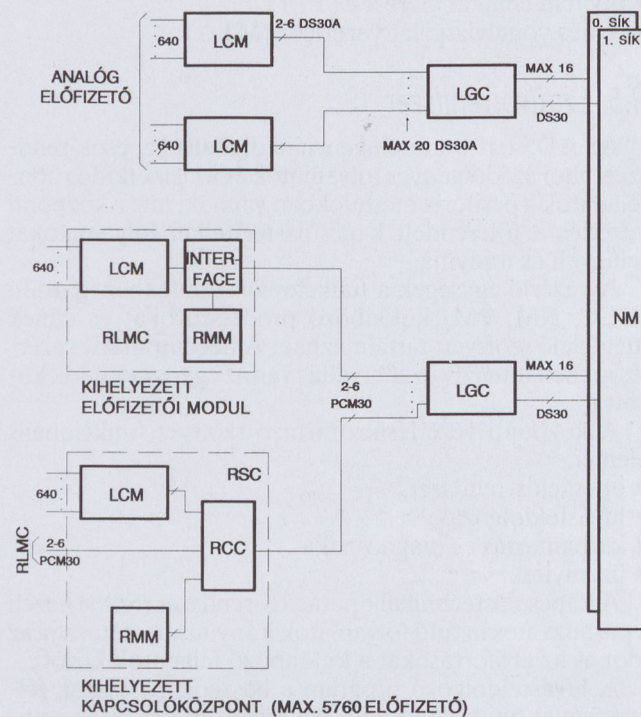 0. SÍK
1. SÍK
LCM
2-6 DS30A
640
ANALÓG
ELŐFIZETŐ
LGC
MAX 16
DS30
640
LCM
MAX 20 DS30A
640
LCM
INTER-
FACE
RLMC
RMM
KIHELYEZETT
ELŐFIZETŐI MODUL
NM
2-6
PCM30
LGC
MAX 16
DS30
RSC
LCM
640
RCC
RLMC
2-6
PCM30
RMM
KIHELYEZETT
KAPCSOLÓKÖZPONT (MAX. 5760 ELŐFIZETŐ)